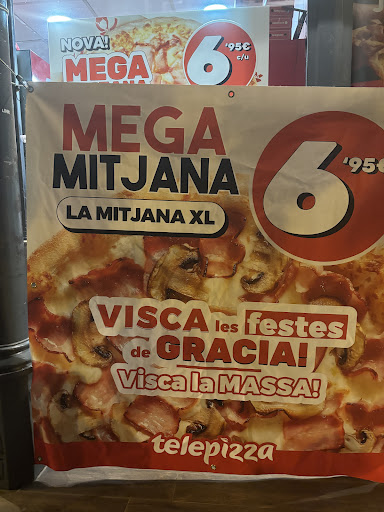 NOVA!
MEGA
6
'95€
c/u
MEGA
MITJANA
LA MITJANA XL
6
'95€
VISCA les festes
de GRACIA!
Visca la MASSA!
telepizza